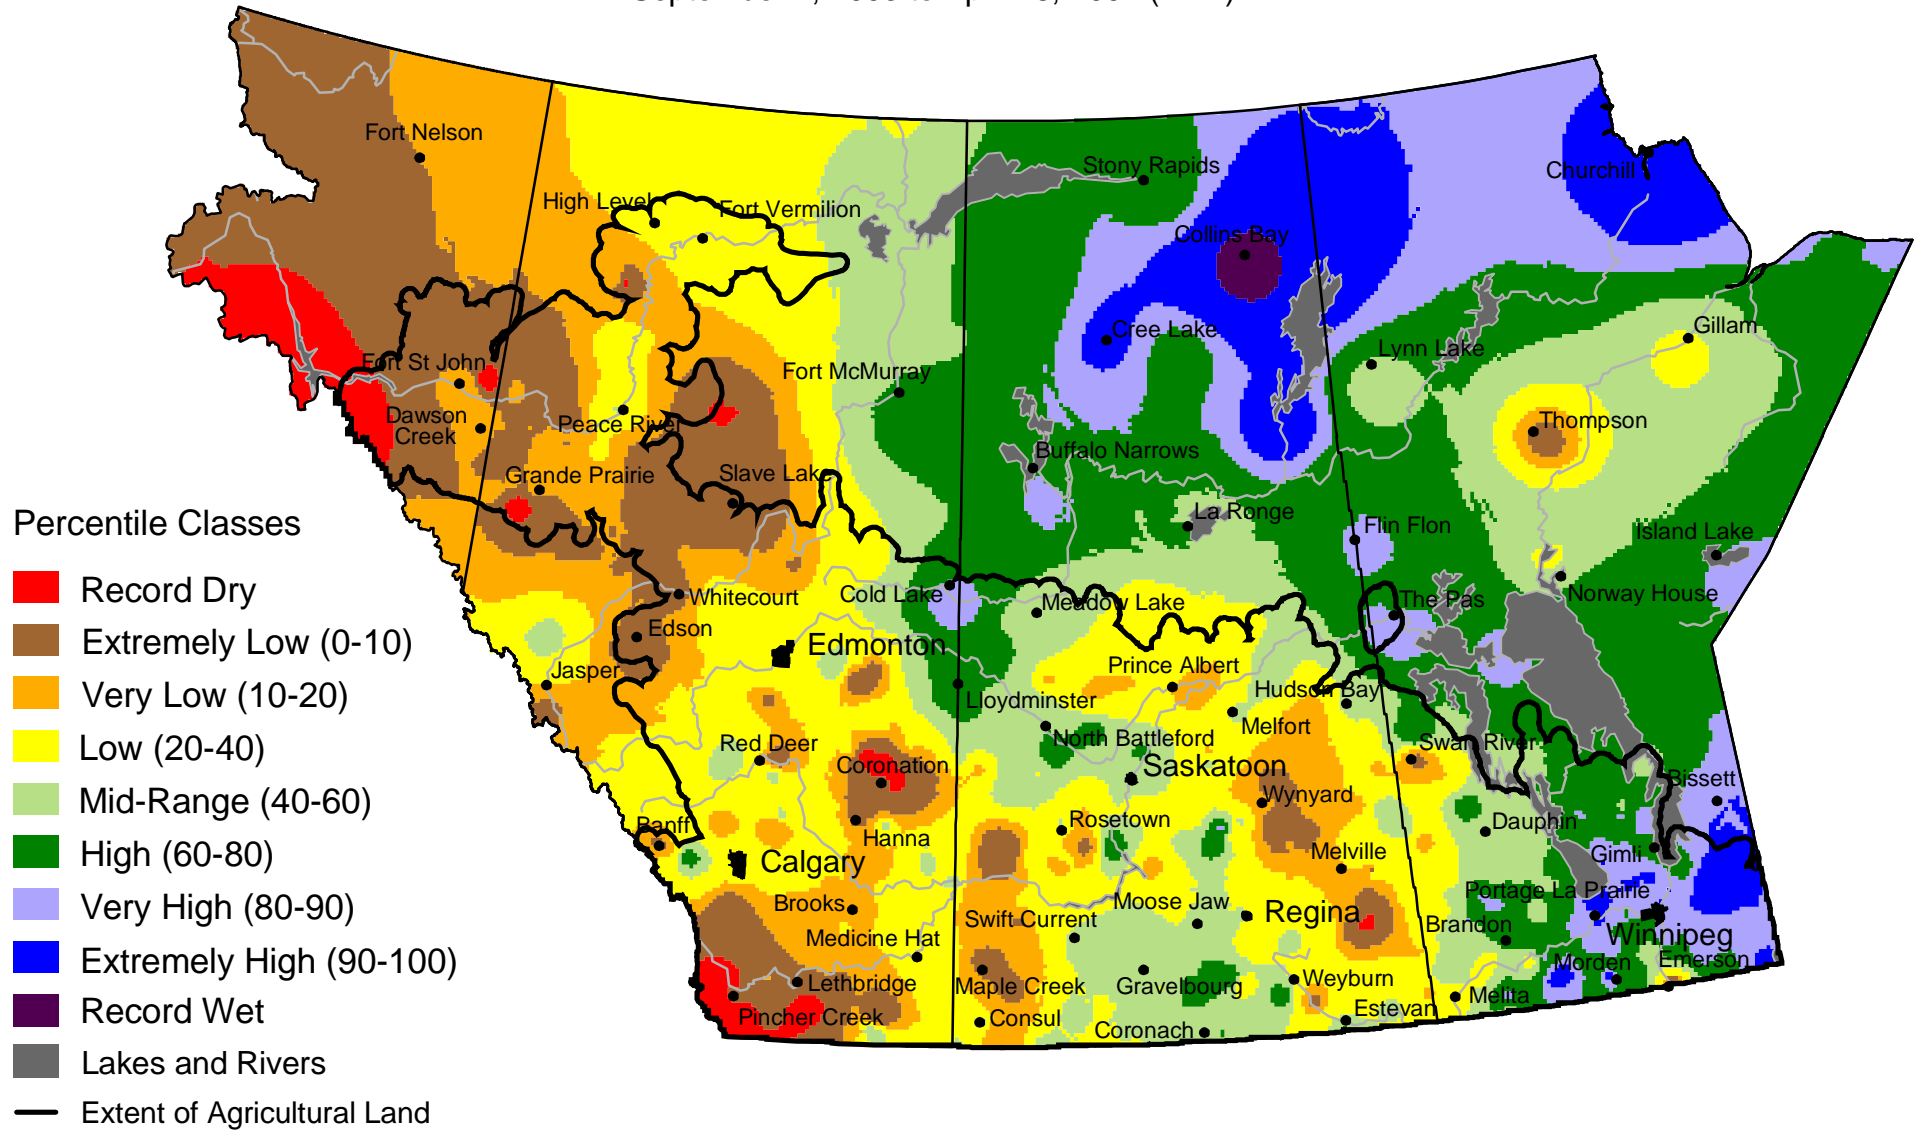 Fort Nelson
Stony Rapids
Churchill
High Level
Fort Vermilion
Collins Bay
Cree Lake
Gillam
Lynn Lake
Fort St John
Fort McMurray
Dawson
Creek
Peace River
Thompson
Buffalo Narrows
Grande Prairie
Slave Lake
La Ronge
Flin Flon
Island Lake
Whitecourt
Cold Lake
Meadow Lake
The Pas
Norway House
Edson
Edmonton
Jasper
Prince Albert
Hudson Bay
Lloydminster
Melfort
Red Deer
North Battleford
Swan River
Coronation
Saskatoon
Bissett
Wynyard
Banff
Hanna
Rosetown
Dauphin
Calgary
Melville
Gimli
Brooks
Swift Current
Moose Jaw
Regina
Portage La Prairie
Brandon
Medicine Hat
Winnipeg
Lethbridge
Maple Creek
Gravelbourg
Weyburn
Morden
Emerson
Pincher Creek
Consul
Coronach
Estevan
Melita
Percentile Classes
Record Dry
Extremely Low (0-10)
Very Low (10-20)
Low (20-40)
Mid-Range (40-60)
High (60-80)
Very High (80-90)
Extremely High (90-100)
Record Wet
Lakes and Rivers
Extent of Agricultural Land